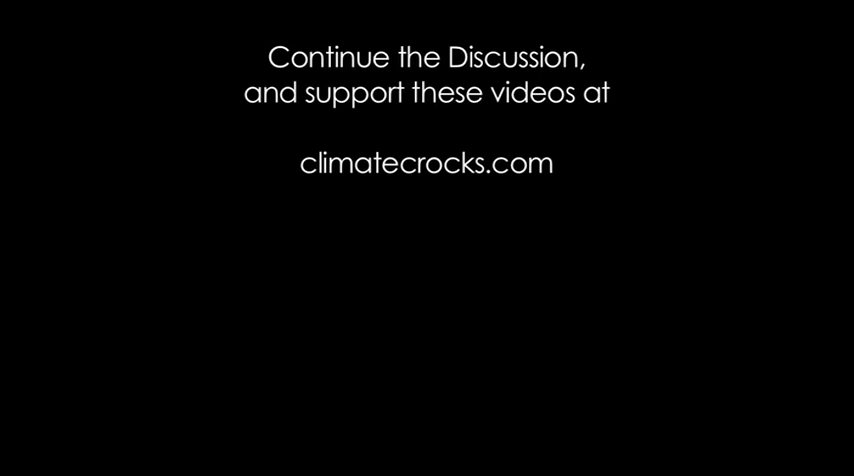 Continue the Discussion,
and support these videos at
climatecrocks.com